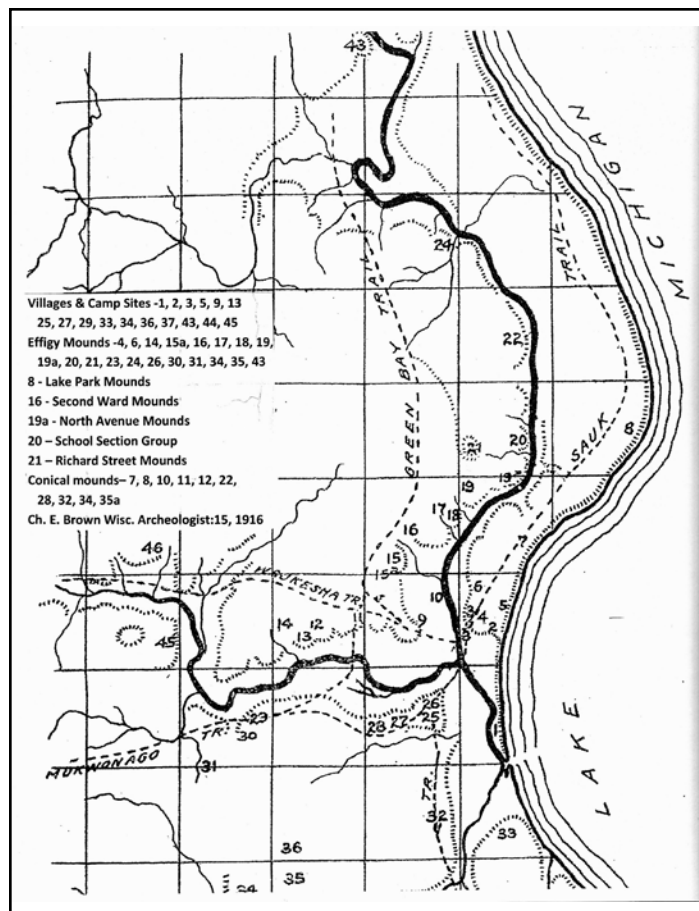 43
MICHIGAN
TRAIL
24
GREEN BAY TRAIL
Villages & Camp Sites -1, 2, 3, 5, 9, 13
25, 27, 29, 33, 34, 36, 37, 43, 44, 45
Effigy Mounds -4, 6, 14, 15a, 16, 17, 18, 19,
19a, 20, 21, 23, 24, 26, 30, 31, 34, 35, 43
8 - Lake Park Mounds
16 - Second Ward Mounds
19a - North Avenue Mounds
20 – School Section Group
21 – Richard Street Mounds
Conical mounds– 7, 8, 10, 11, 12, 22,
28, 32, 34, 35a
Ch. E. Brown Wisc. Archeologist:15, 1916
22
8
20
SAUK
19
19
17
18
16
7
46
15
15a
WAUKESHA TR.
10
6
5
9
4
2
14
12
13
45
26
25
23
27
30
TR.
MUKWONAGO
31
LAKE
TR.
32
33
36
35